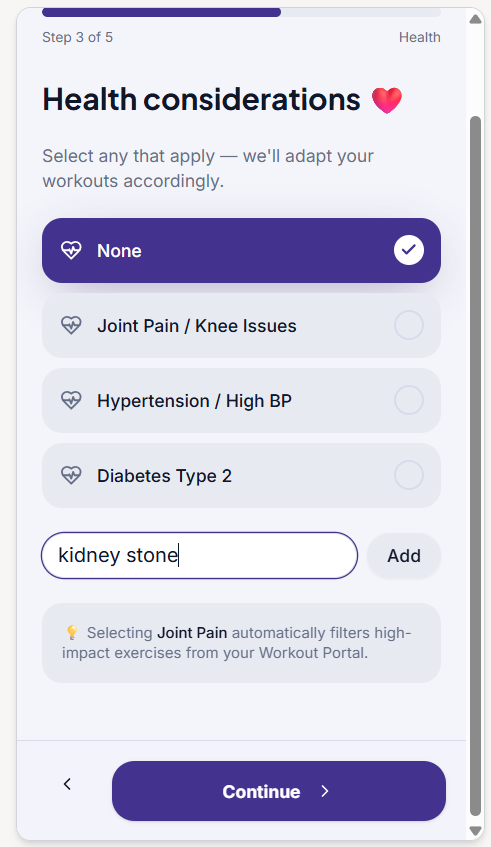 Step 3 of 5
Health
Health considerations
Select any that apply — we'll adapt your
workouts accordingly.
None
Joint Pain / Knee Issues
Hypertension / High BP
Diabetes Type 2
kidney stone
Add
Selecting Joint Pain automatically filters high-
impact exercises from your Workout Portal.
Continue